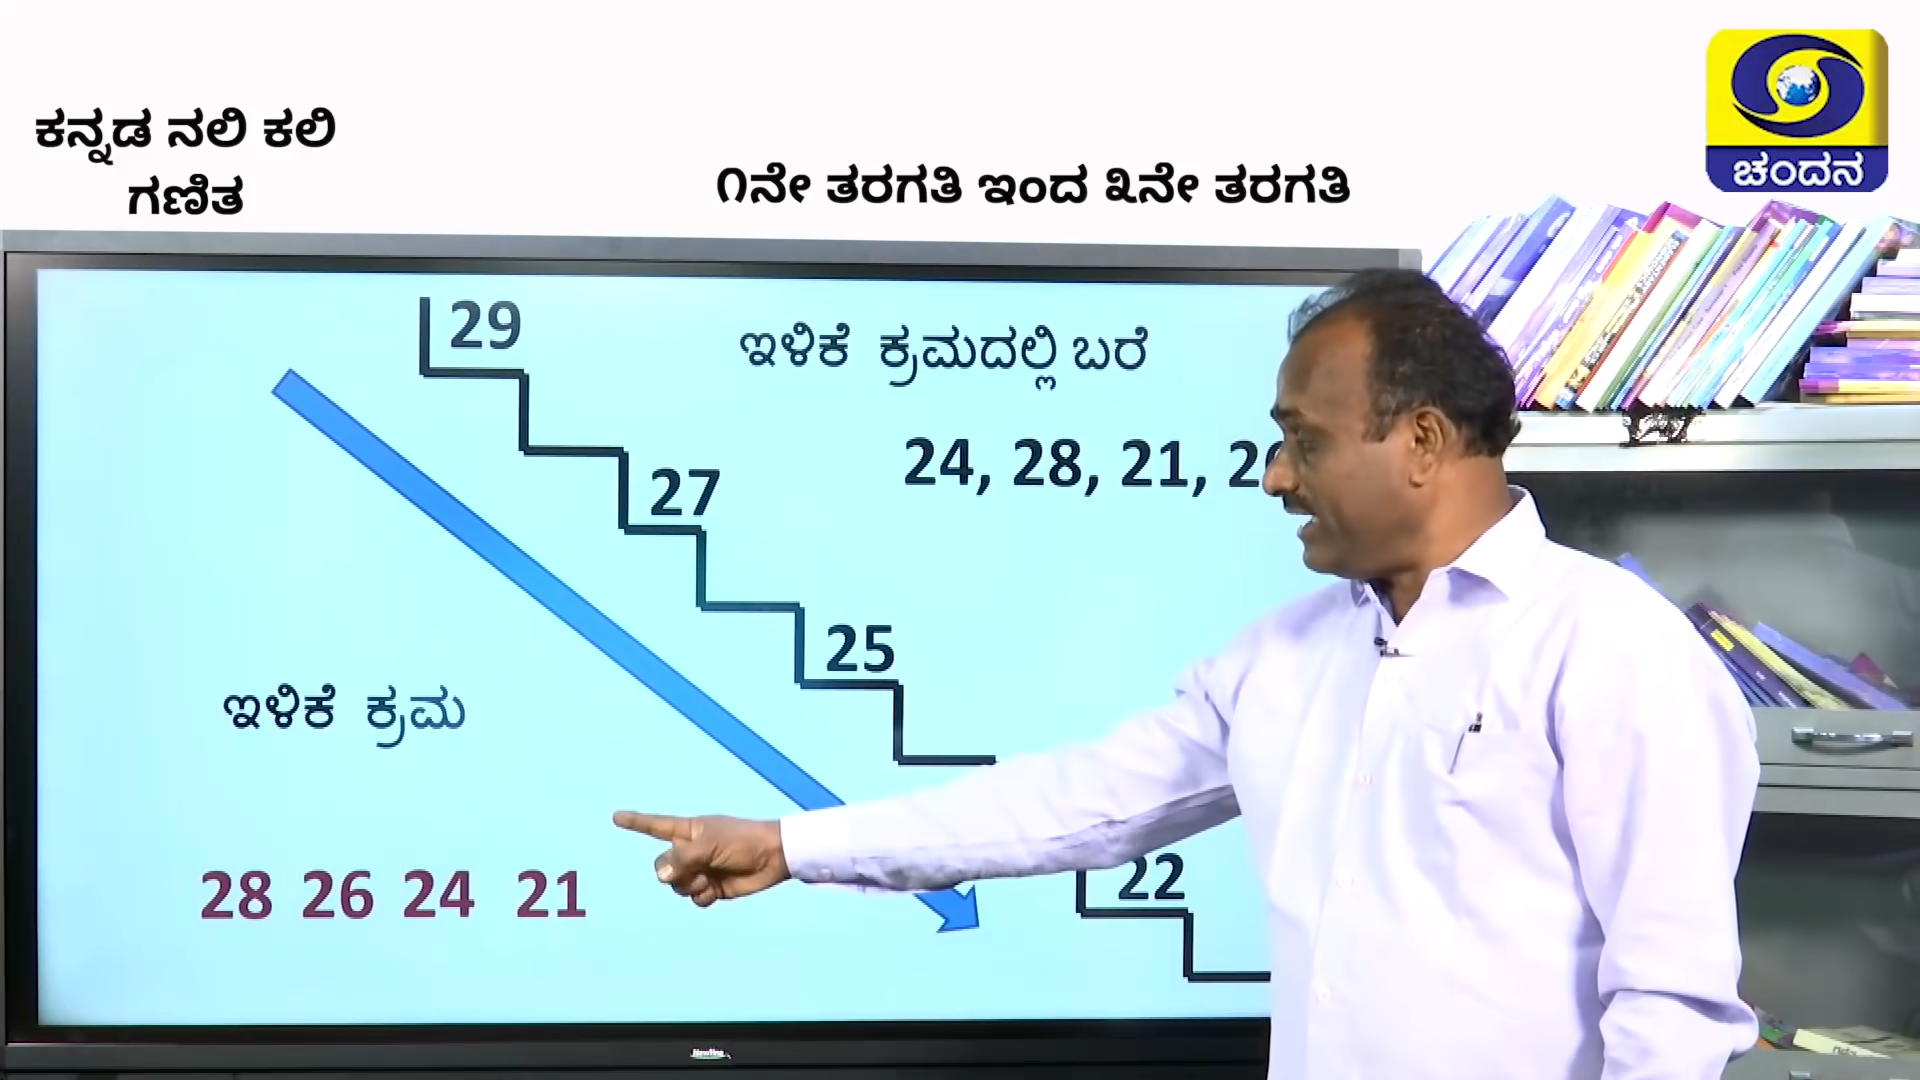 ಕನ್ನಡ ನಲಿ ಕಲಿ
ಗಣಿತ
೧ನೇ ತರಗತಿ ಇಂದ ೩ನೇ ತರಗತಿ
ಚಂದನ
29
ಇಳಿಕೆ ಕ್ರಮದಲ್ಲಿ ಬರೆ
24, 28, 21,
27
25
ಇಳಿಕೆ ಕ್ರಮ
28 26 24 21
22
Newline